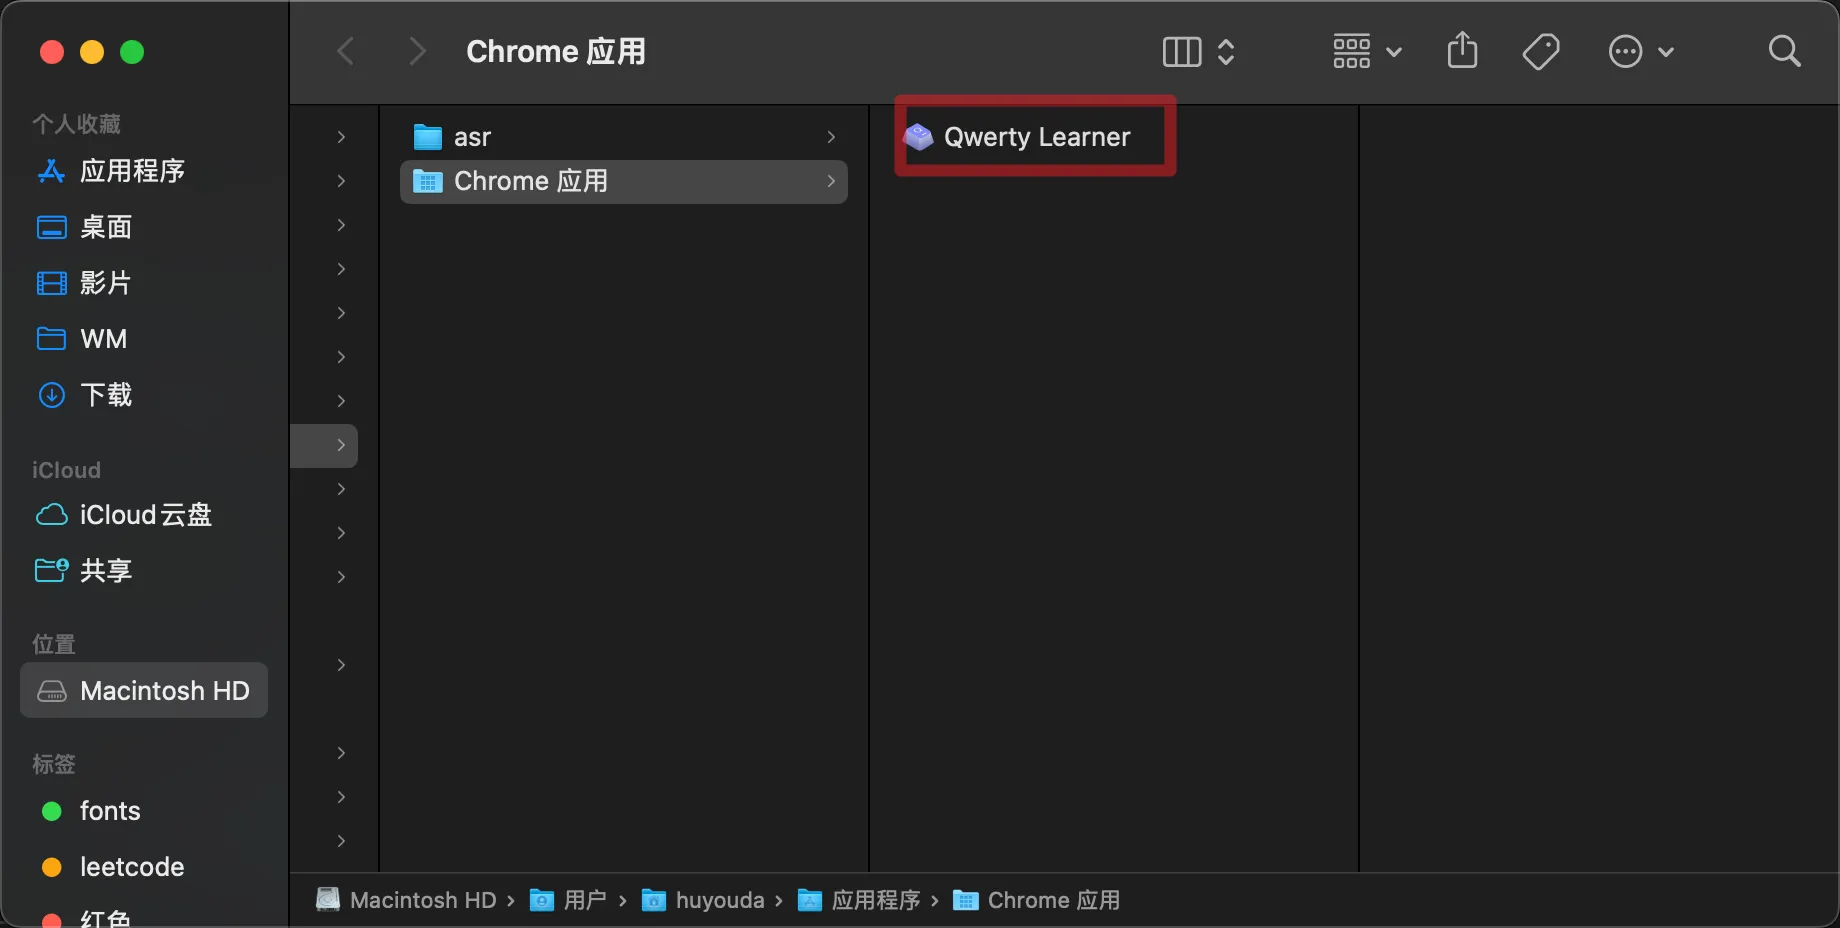 Chrome 应用
个人收藏
应用程序
桌面
影片
WM
下载
iCloud
iCloud云盘
共享
位置
Macintosh HD
标签
fonts
leetcode
红色
asr
Chrome 应用
Qwerty Learner
Macintosh HD › 用户 › huyouda › 应用程序 › Chrome 应用